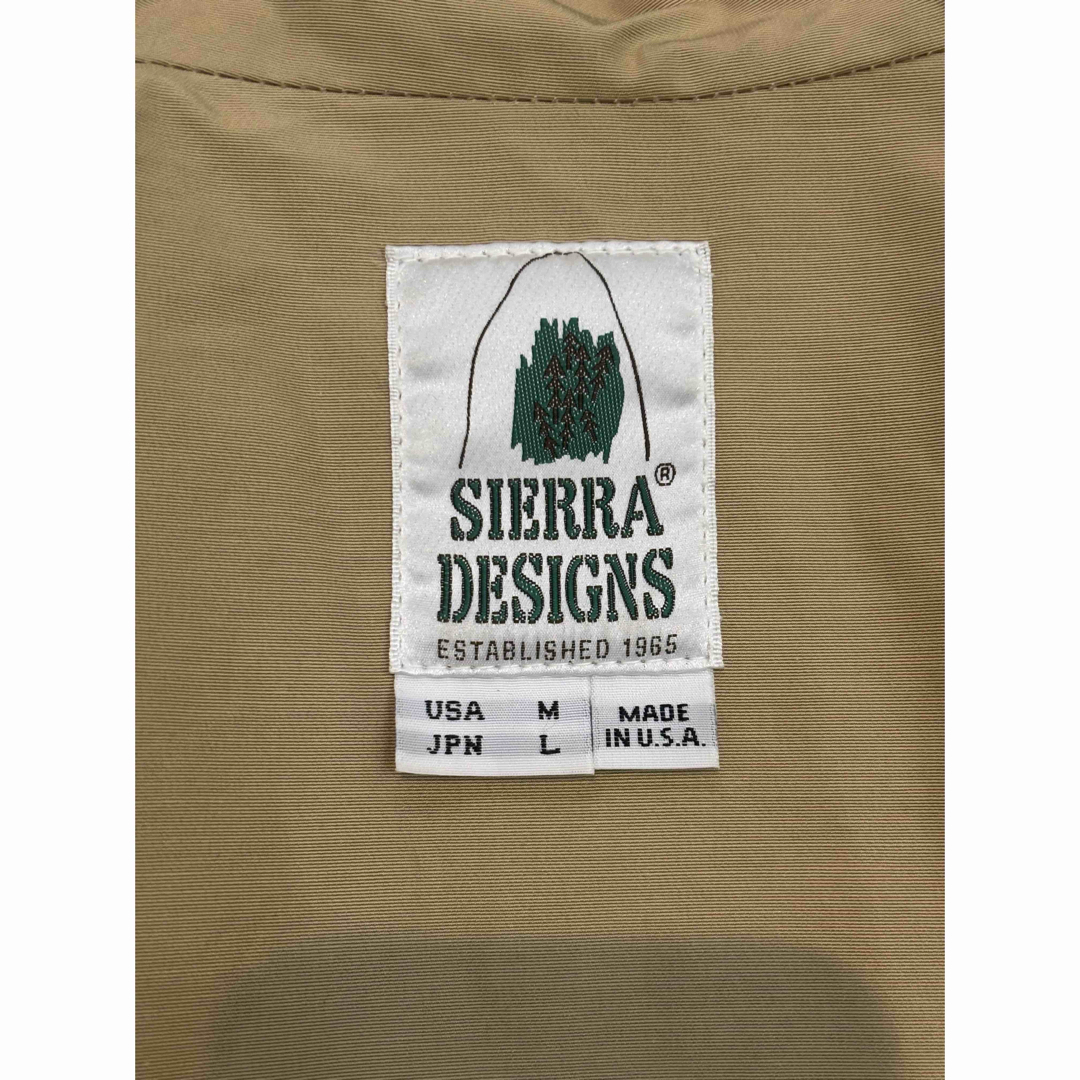 SIERRA®
DESIGNS
ESTABLISHED 1965
USA M
JPN L
MADE
IN U.S.A.